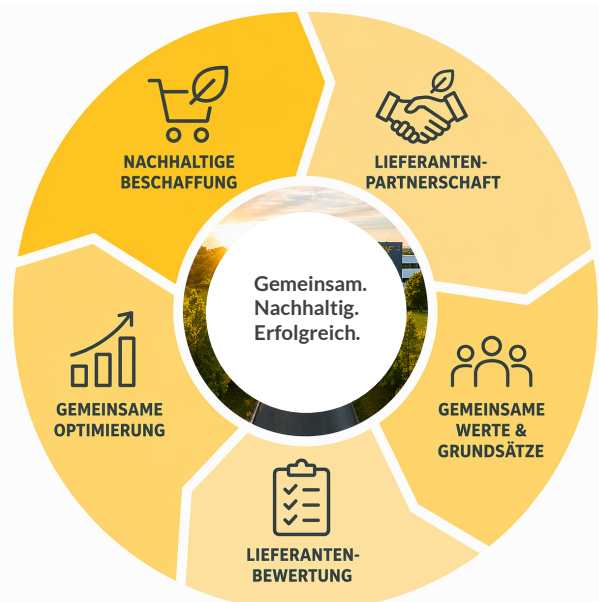 NACHHALTIGE
BESCHAFFUNG
LIEFERANTEN-
PARTNERSCHAFT
Gemeinsam.
Nachhaltig.
Erfolgreich.
GEMEINSAME
OPTIMIERUNG
GEMEINSAME
WERTE &
GRUNDSÄTZE
LIEFERANTEN-
BEWERTUNG